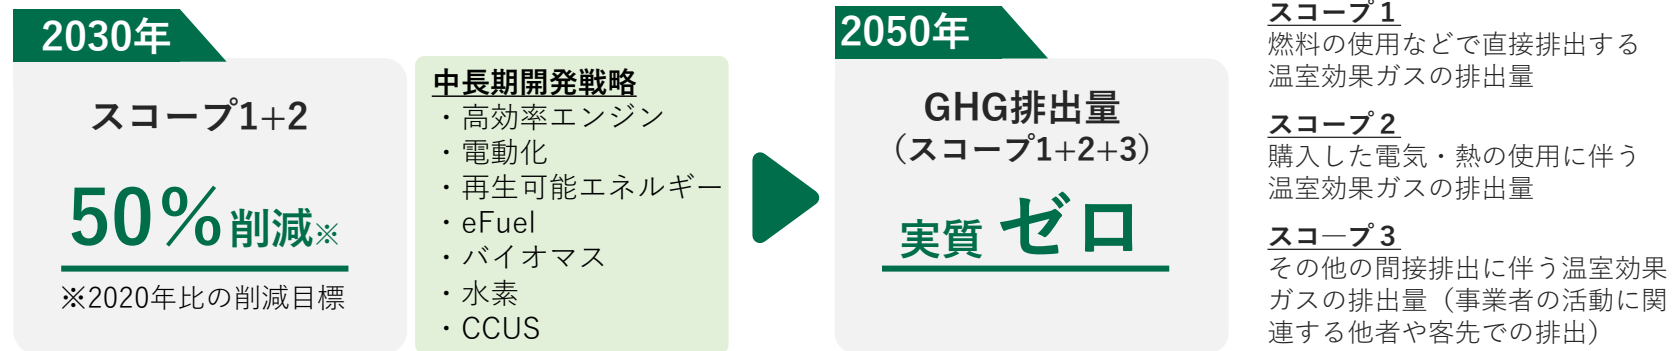 2030年
スコープ1+2
50%削減※
※2020年比の削減目標
中長期開発戦略
・高効率エンジン
・電動化
・再生可能エネルギー
・eFuel
・バイオマス
・水素
・CCUS
2050年
GHG排出量
（スコープ1+2+3）
実質 ゼロ
スコープ１
燃料の使用などで直接排出する
温室効果ガスの排出量
スコープ２
購入した電気・熱の使用に伴う
温室効果ガスの排出量
スコ―プ３
その他の間接排出に伴う温室効果
ガスの排出量（事業者の活動に関
連する他者や客先での排出）